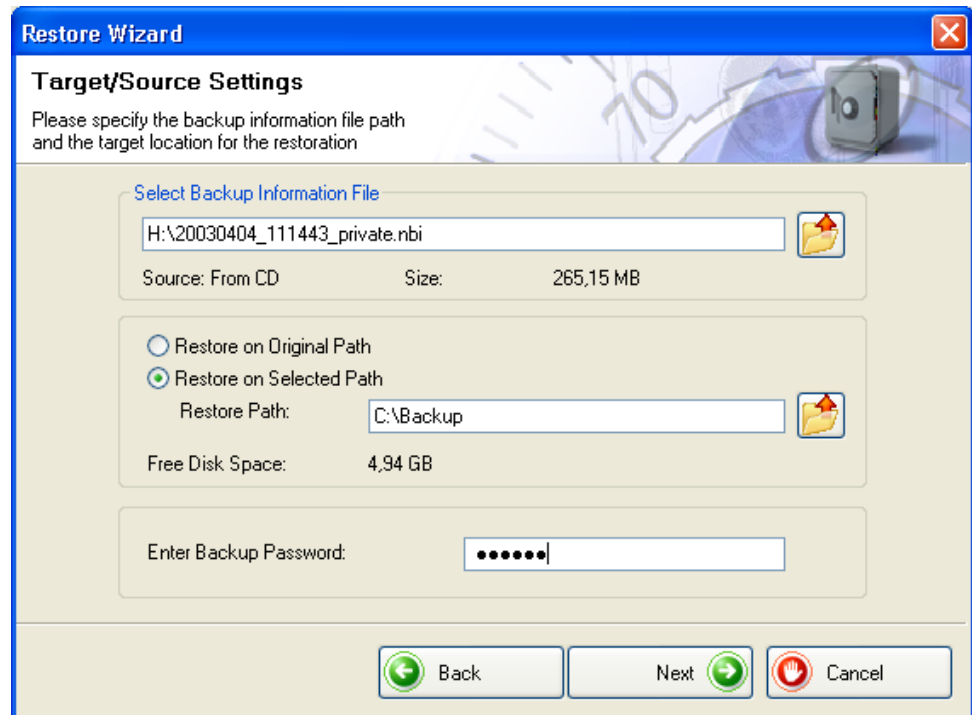 Restore Wizard
Target/Source Settings
Please specify the backup information file path
and the target location for the restoration
70
Select Backup Information File
H:\20030404_111443_private.nbi
Source: From CD Size: 265,15 MB
Restore on Original Path
Restore on Selected Path
Restore Path: C:\Backup
Free Disk Space: 4,94 GB
Enter Backup Password: ●●●●●●
Back Next Cancel